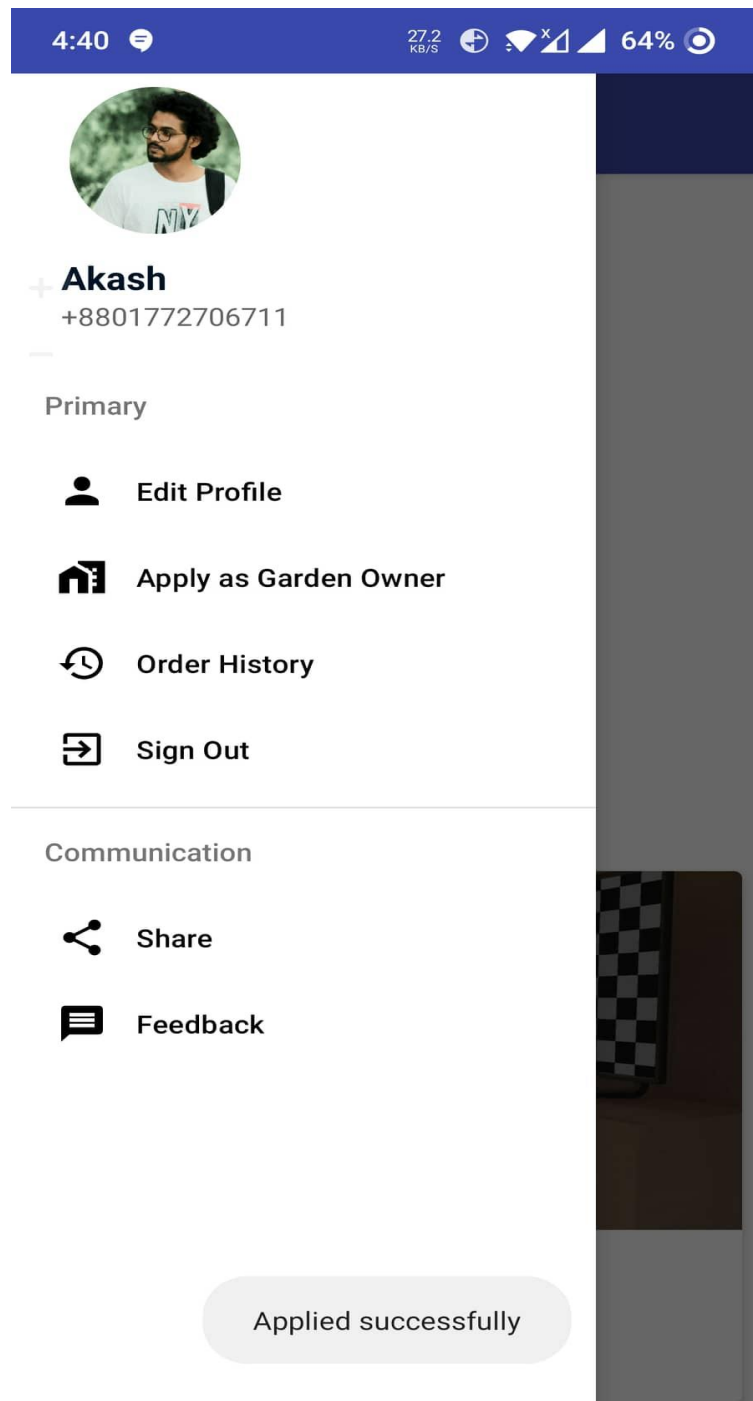 4:40
27.2
KB/S
X
64%
NY
Akash
+8801772706711
Primary
Edit Profile
Apply as Garden Owner
Order History
Sign Out
Communication
Share
Feedback
Applied successfully